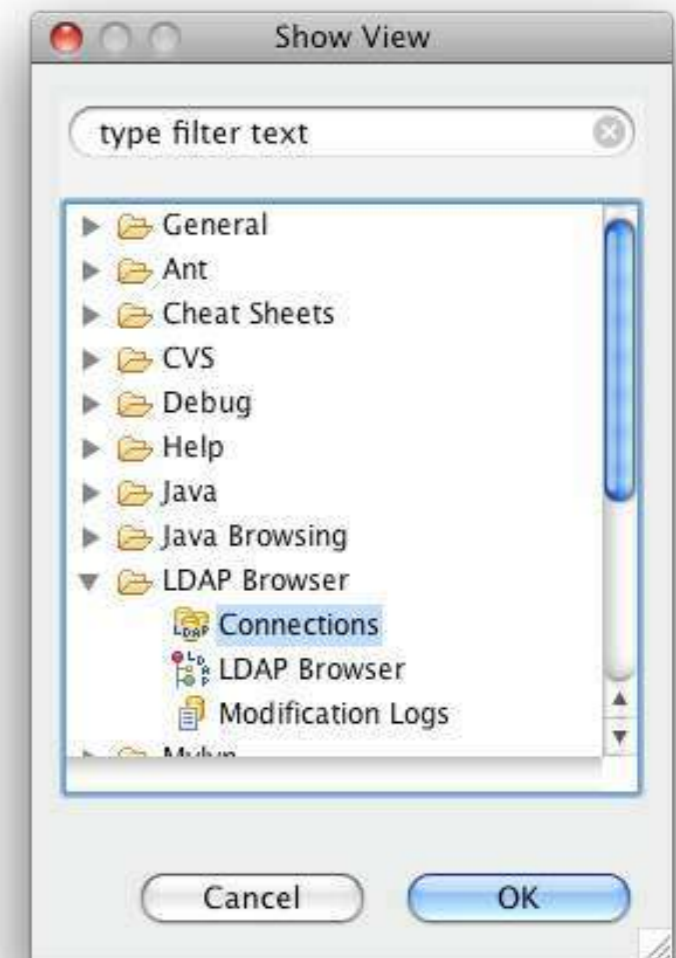 Show View
type filter text
General
Ant
Cheat Sheets
CVS
Debug
Help
Java
Java Browsing
LDAP Browser
Connections
LDAP Browser
Modification Logs
Mylyn
Cancel
OK